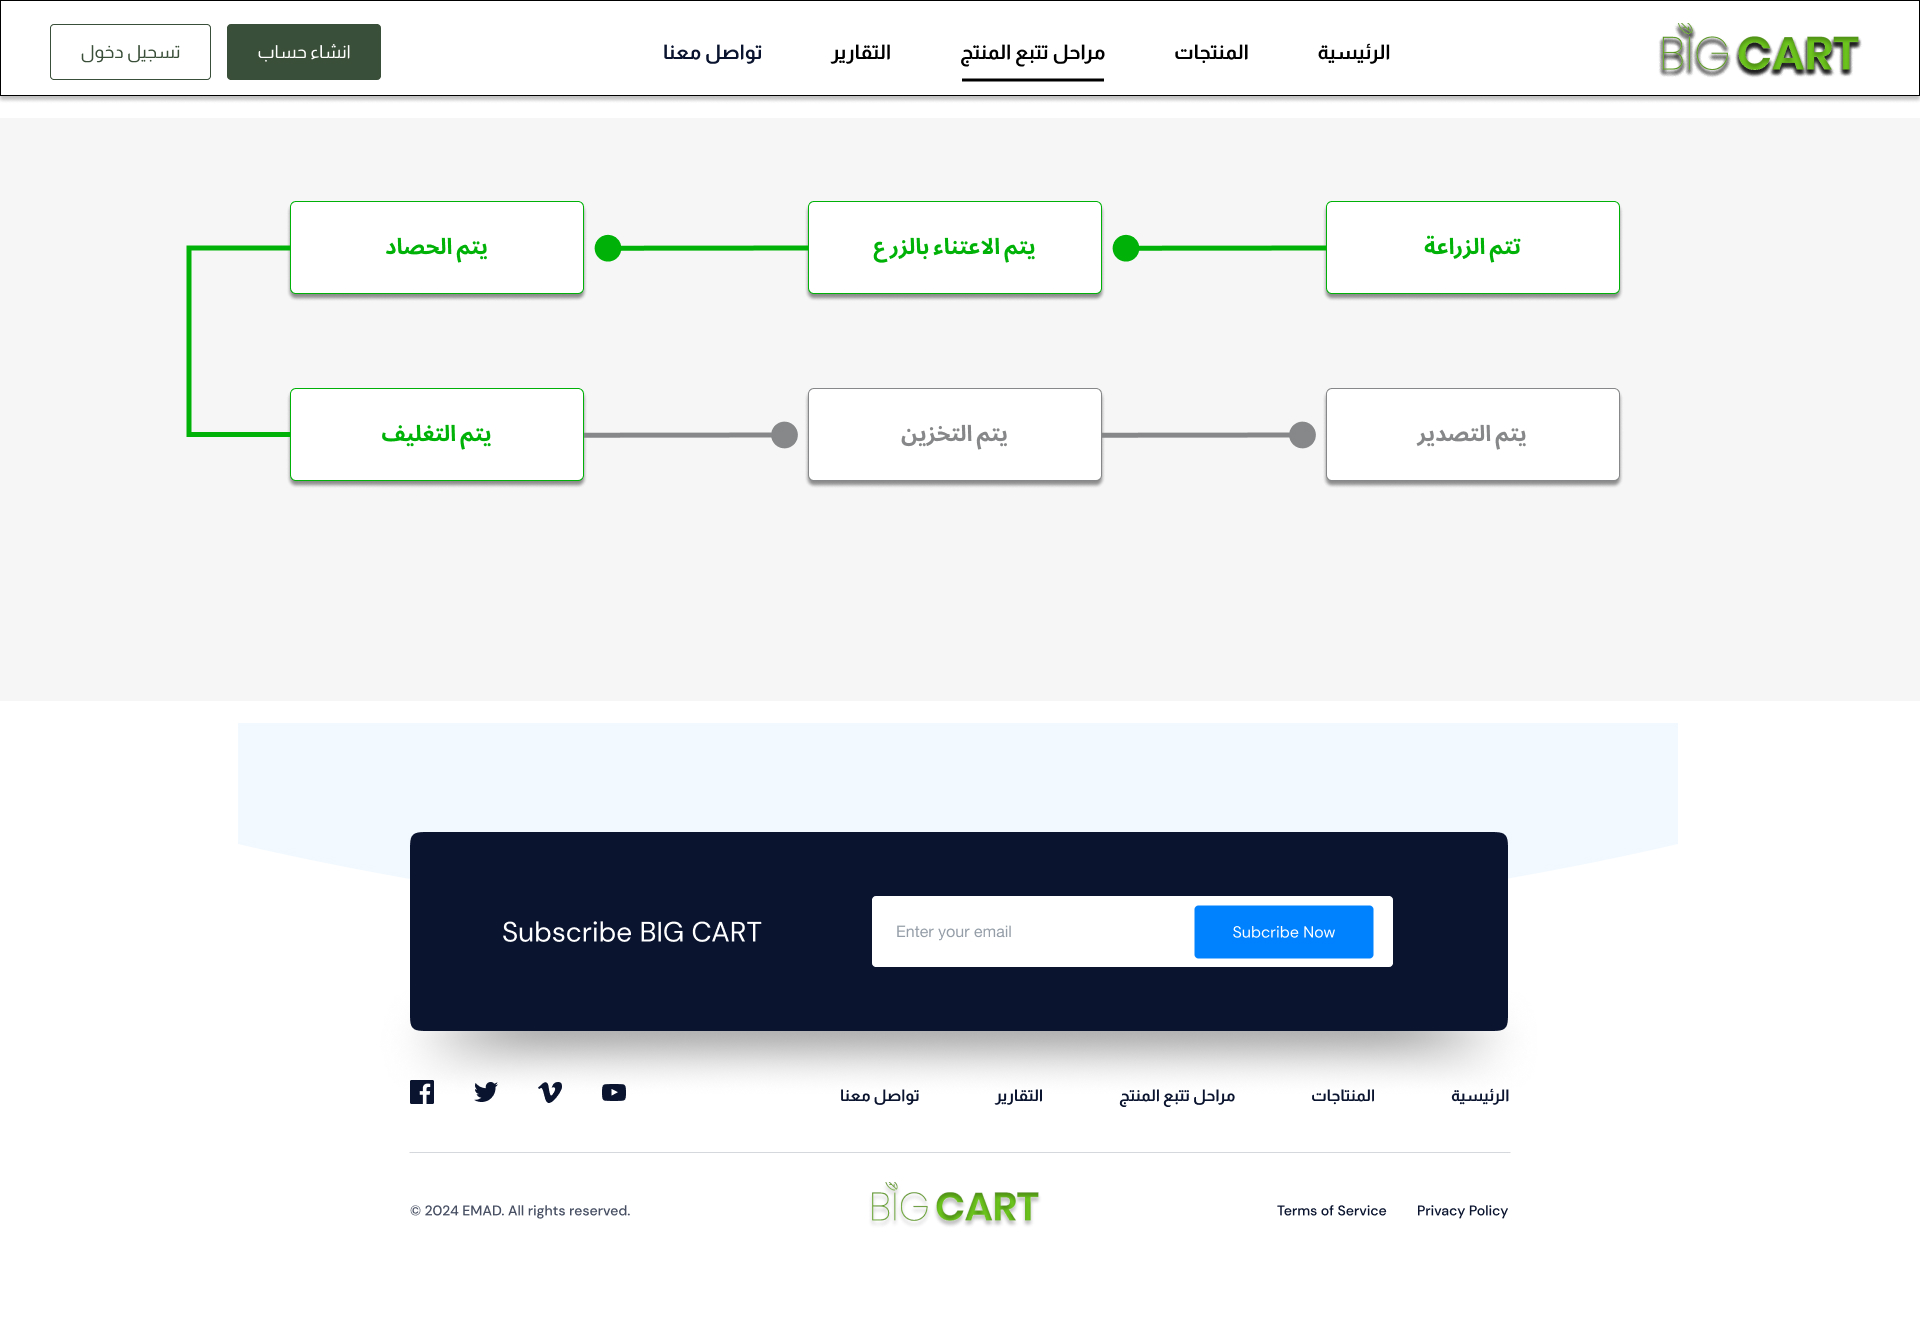 BIG CART
الرئيسية
المنتجات
مراحل تتبع المنتج
التقارير
تواصل معنا
انشاء حساب
تسجيل دخول
تتم الزراعة
يتم الاعتناء بالزرع
يتم الحصاد
يتم التغليف
يتم التخزين
يتم التصدير
Subscribe BIG CART
Enter your email
Subcribe Now
الرئيسية
المنتاجات
مراحل تتبع المنتج
التقارير
تواصل معنا
© 2024 EMAD. All rights reserved.
BIG CART
Terms of Service
Privacy Policy